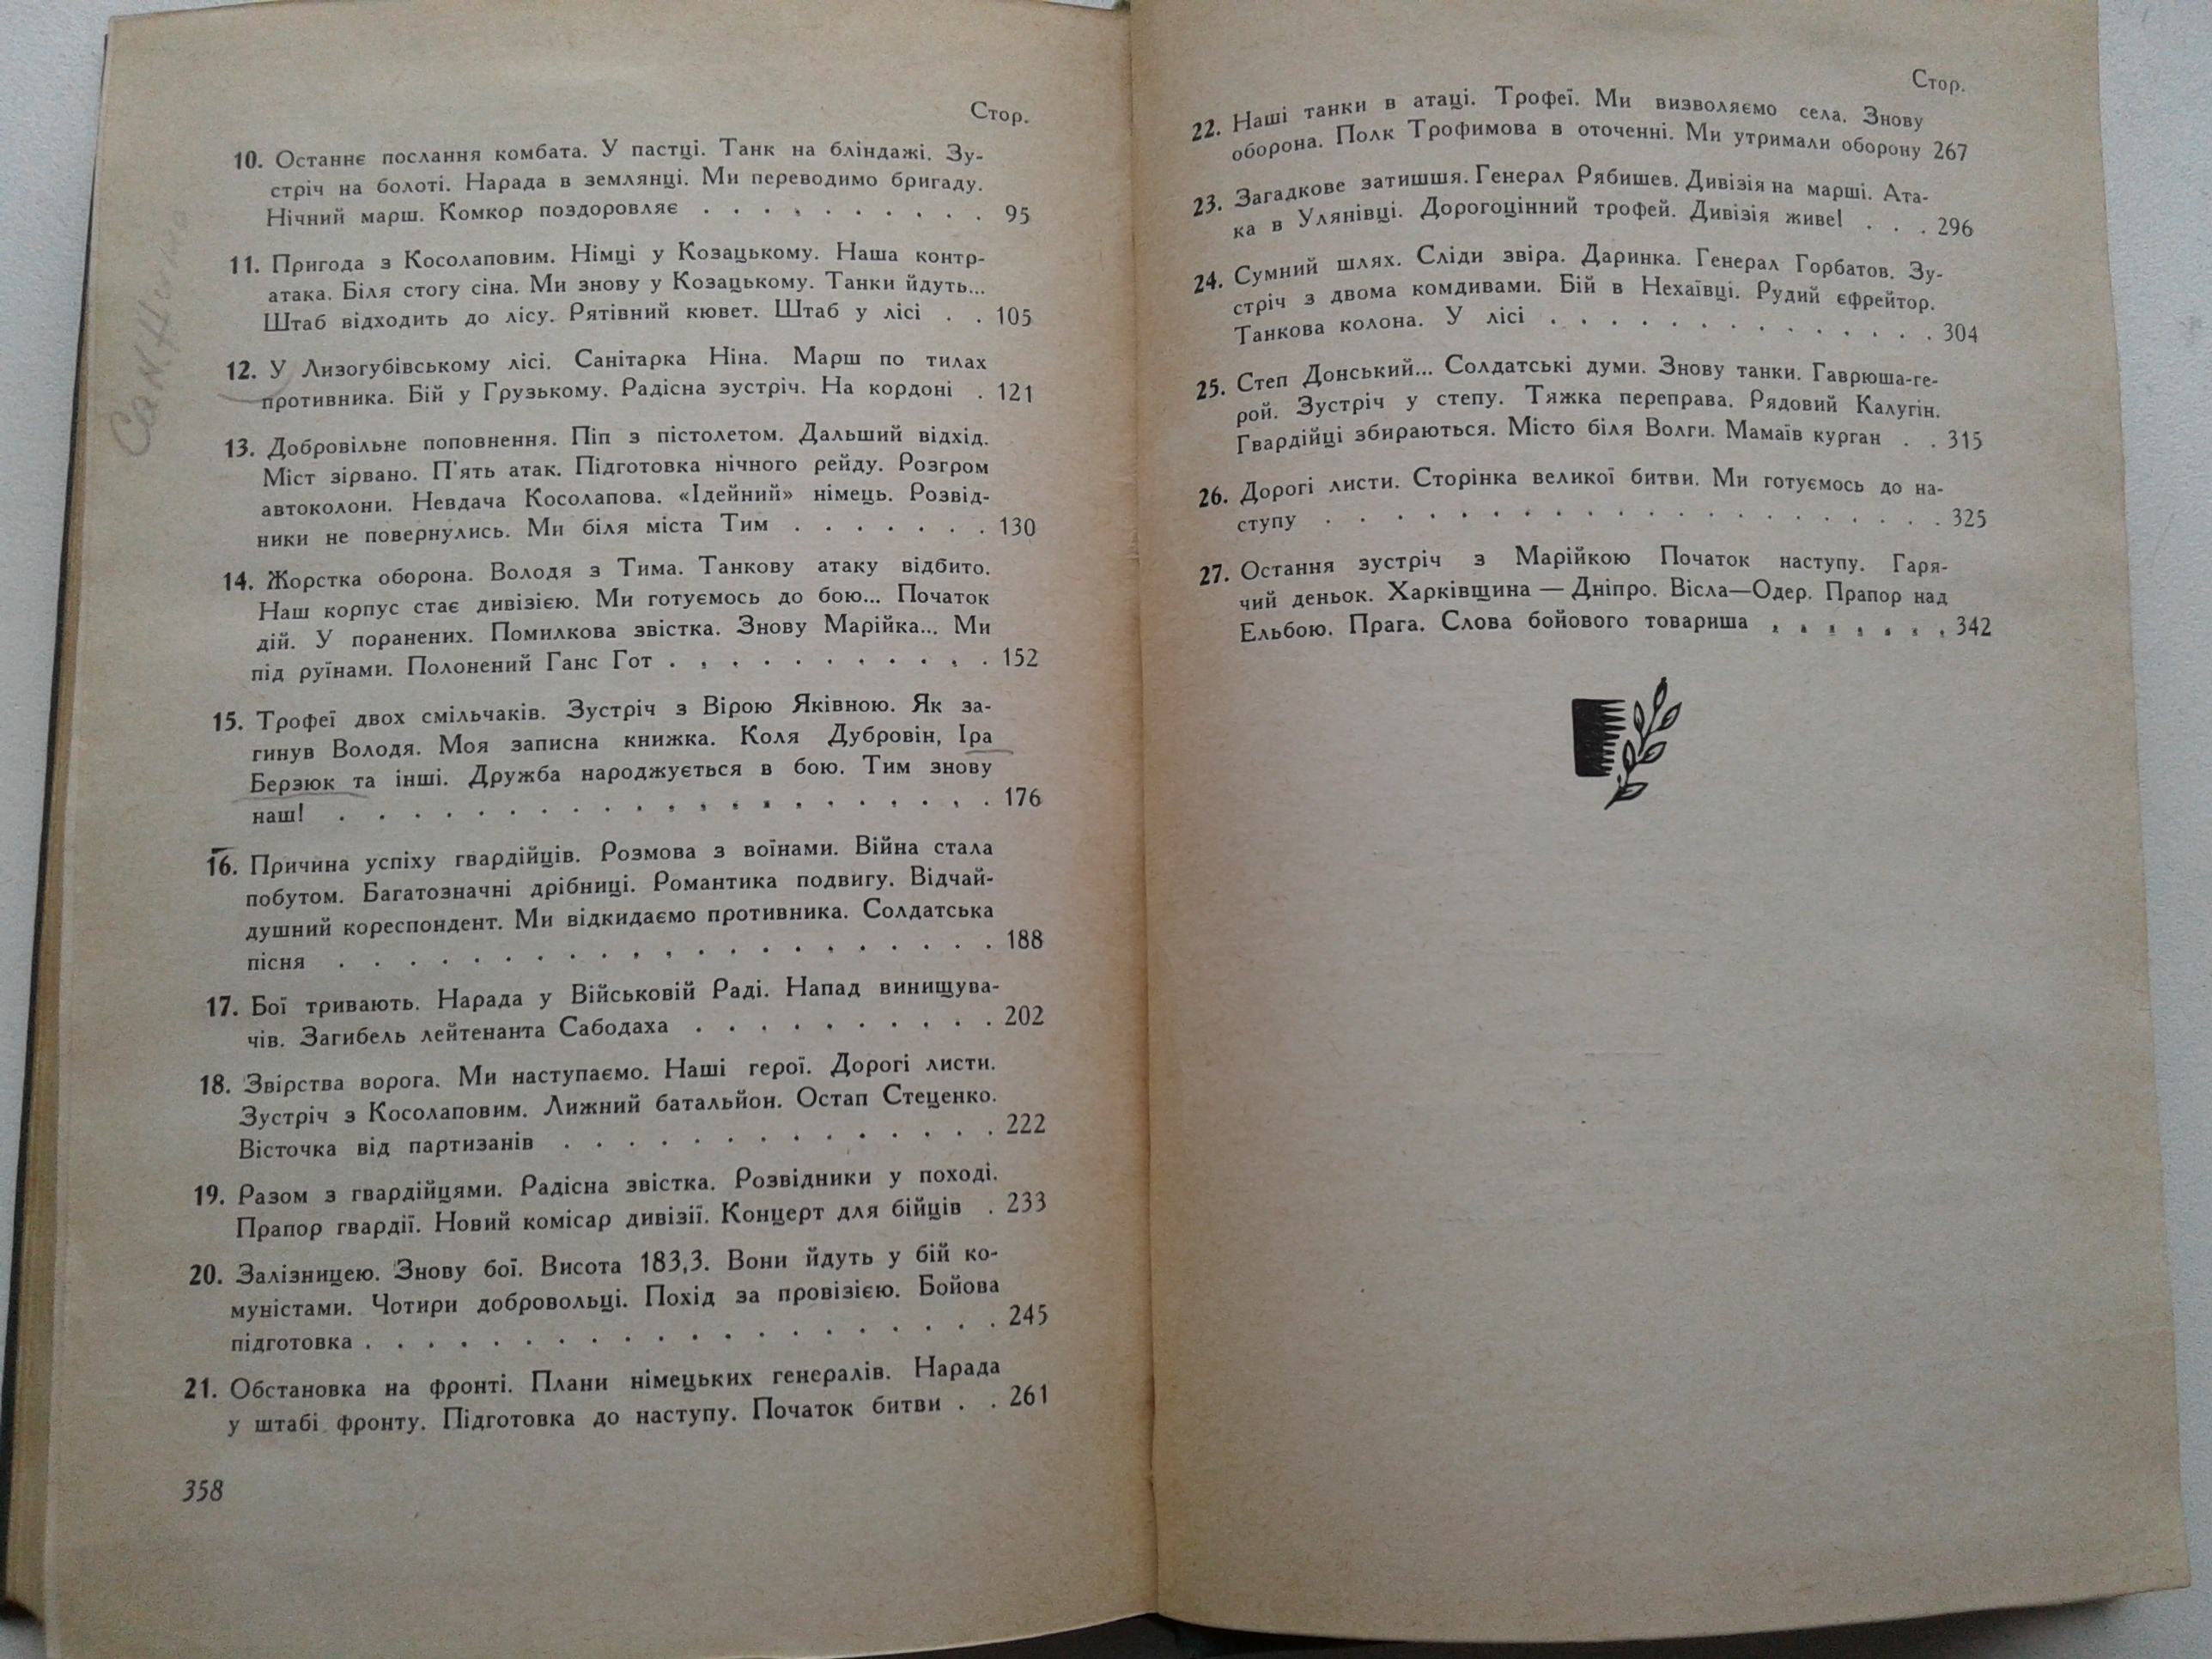 Стор.
10. Останнє послання комбата. У пастці. Танк на бліндажі. Зу-
стріч на болоті. Нарада в землянці. Ми переводимо бригаду.
Нічний марш. Комкор поздоровляє . . . . . . . . . 95
11. Пригода з Косолаповим. Німці у Козацькому. Наша контр-
атака. Біля стогу сіна. Ми знову у Козацькому. Танки йдуть...
Штаб відходить до лісу. Рятівний кювет. Штаб у лісі . . 105
12. У Лизогубівському лісі. Санітарка Ніна. Марш по тилах
противника. Бій у Грузькому. Радісна зустріч. На кордоні . 121
13. Добровільне поповнення. Піп з пістолетом. Дальший відхід.
Міст зірвано. П'ять атак. Підготовка нічного рейду. Розгром
автоколони. Невдача Косолапова. «Ідейний» німець. Розвід-
ники не повернулись. Ми біля міста Тим . . . . . . . 130
14. Жорстка оборона. Володя з Тима. Танкову атаку відбито.
Наш корпус стає дивізією. Ми готуємось до бою... Початок
дій. У поранених. Помилкова звістка. Знову Марійка... Ми
під руїнами. Полонений Ганс Гот . . . . . . . . . . . 152
15. Трофеї двох смільчаків. Зустріч з Вірою Яківною. Як за-
гинув Володя. Моя записна книжка. Коля Дубровін, Іра
Берзюк та інші. Дружба народжується в бою. Тим знову
наш! . . . . . . . . . . . . . . . . . . . . . 176
16. Причина успіху гвардійців. Розмова з воїнами. Війна стала
побутом. Багатозначні дрібниці. Романтика подвигу. Відчай-
душний кореспондент. Ми відкидаємо противника. Солдатська
пісня . . . . . . . . . . . . . . . . . . . . . 188
17. Бої тривають. Нарада у Військовій Раді. Напад винищува-
чів. Загибель лейтенанта Сабодаха . . . . . . . . . . 202
18. Звірства ворога. Ми наступаємо. Наші герої. Дорогі листи.
Зустріч з Косолаповим. Лижний батальйон. Остап Стеценко.
Вісточка від партизанів . . . . . . . . . . . . . . 222
19. Разом з гвардійцями. Радісна звістка. Розвідники у поході.
Прапор гвардії. Новий комісар дивізії. Концерт для бійців . 233
20. Залізницею. Знову бої. Висота 183,3. Вони йдуть у бій ко-
муністами. Чотири добровольці. Похід за провізією. Бойова
підготовка . . . . . . . . . . . . . . . . . . . . 245
21. Обстановка на фронті. Плани німецьких генералів. Нарада
у штабі фронту. Підготовка до наступу. Початок битви . . 261
358
Стор.
22. Наші танки в атаці. Трофеї. Ми визволяємо села. Знову
оборона. Полк Трофимова в оточенні. Ми утримали оборону 267
23. Загадкове затишшя. Генерал Рябишев. Дивізія на марші. Ата-
ка в Улянівці. Дорогоцінний трофей. Дивізія живе! . . . 296
24. Сумний шлях. Сліди звіра. Даринка. Генерал Горбатов. Зу-
стріч з двома комдивами. Бій в Нехаївці. Рудий єфрейтор.
Танкова колона. У лісі . . . . . . . . . . . . . . 304
25. Степ Донський... Солдатські думи. Знову танки. Гаврюша-ге-
рой. Зустріч у степу. Тяжка переправа. Рядовий Калугін.
Гвардійці збираються. Місто біля Волги. Мамаїв курган . . 315
26. Дорогі листи. Сторінка великої битви. Ми готуємось до на-
ступу . . . . . . . . . . . . . . . . . . . . 325
27. Остання зустріч з Марійкою Початок наступу. Гаря-
чий деньок. Харківщина — Дніпро. Вісла—Одер. Прапор над
Ельбою. Прага. Слова бойового товариша . . . . . . . 342